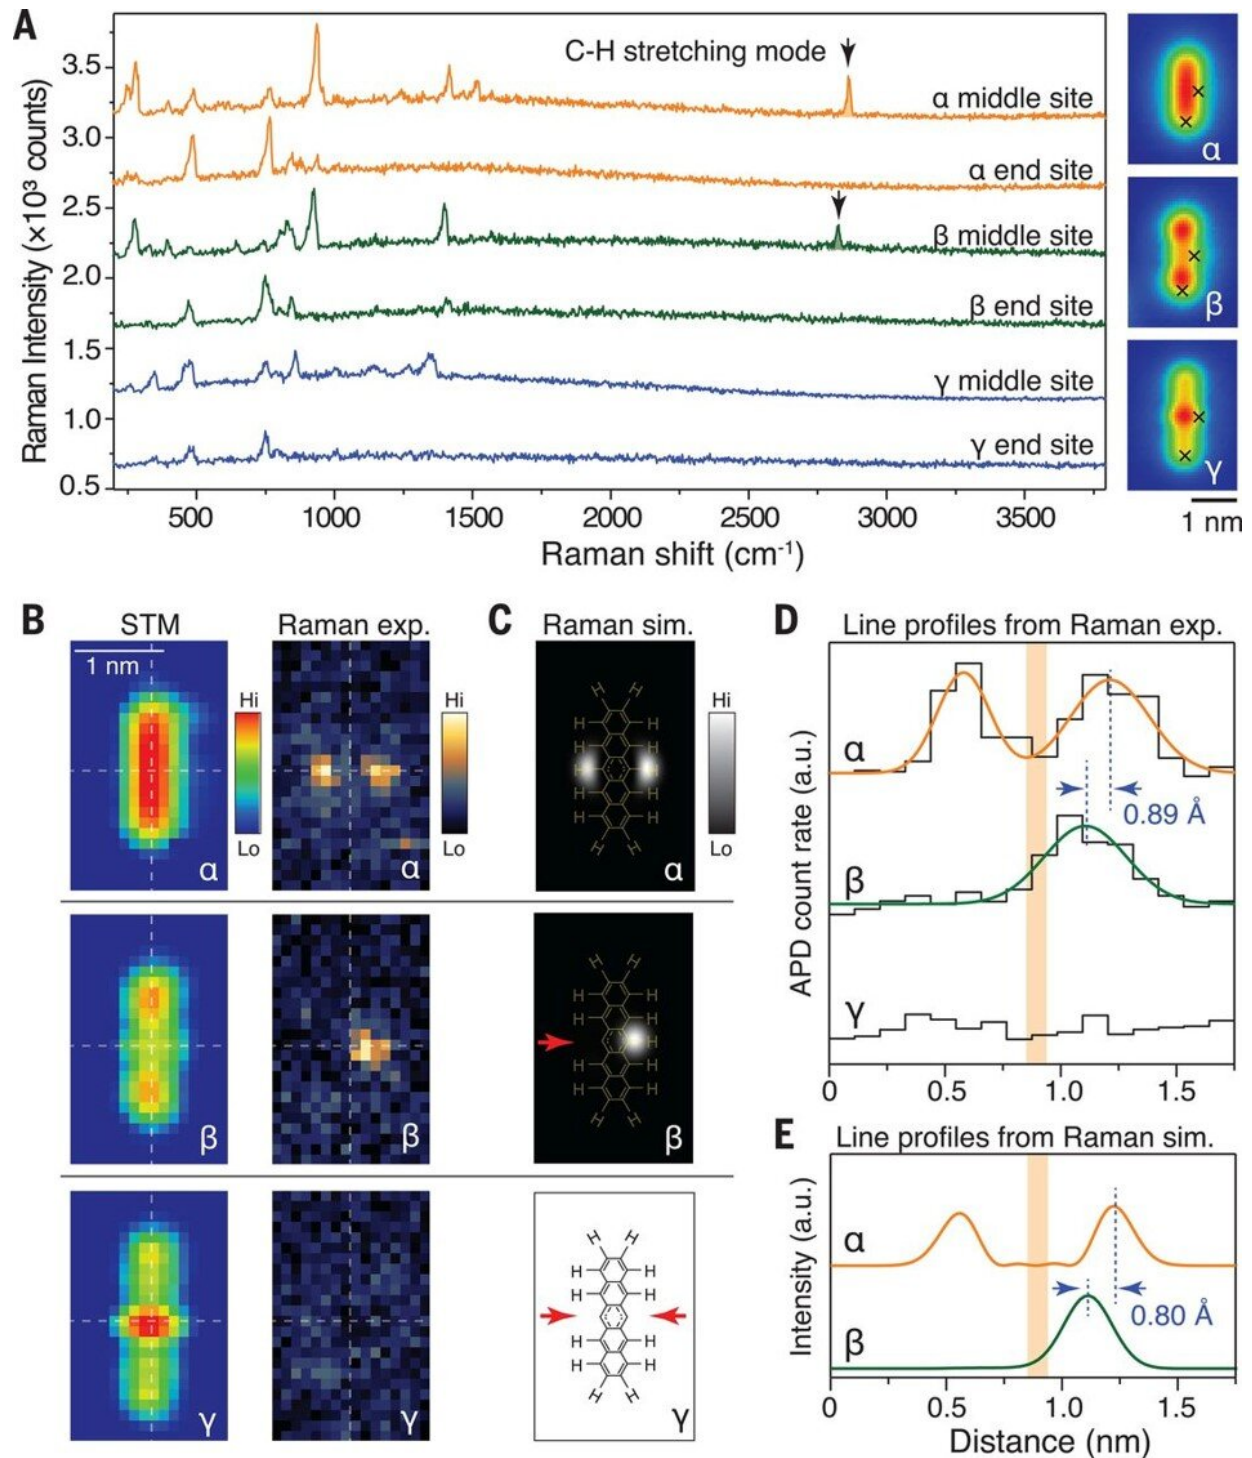 A
Raman Intensity (×10³ counts)
3.5
3.0
2.5
2.0
1.5
1.0
0.5
C-H stretching mode
α middle site
α end site
β middle site
β end site
γ middle site
γ end site
500
1000
1500
2000
2500
3000
3500
Raman shift (cm⁻¹)
α
β
γ
1 nm
B
STM
Raman exp.
1 nm
Hi
Lo
Hi
Lo
α
α
β
β
γ
γ
C
Raman sim.
H H
H H
H H
H H
H H
H H
H H
Hi
Lo
α
H H
H H
H H
H
H H
H H
H H
β
H H
H H
H H
H H
H H
H H
γ
D
Line profiles from Raman exp.
APD count rate (a.u.)
α
0.89 Å
β
γ
0
0.5
1.0
1.5
E
Line profiles from Raman sim.
Intensity (a.u.)
α
0.80 Å
β
0
0.5
1.0
1.5
Distance (nm)